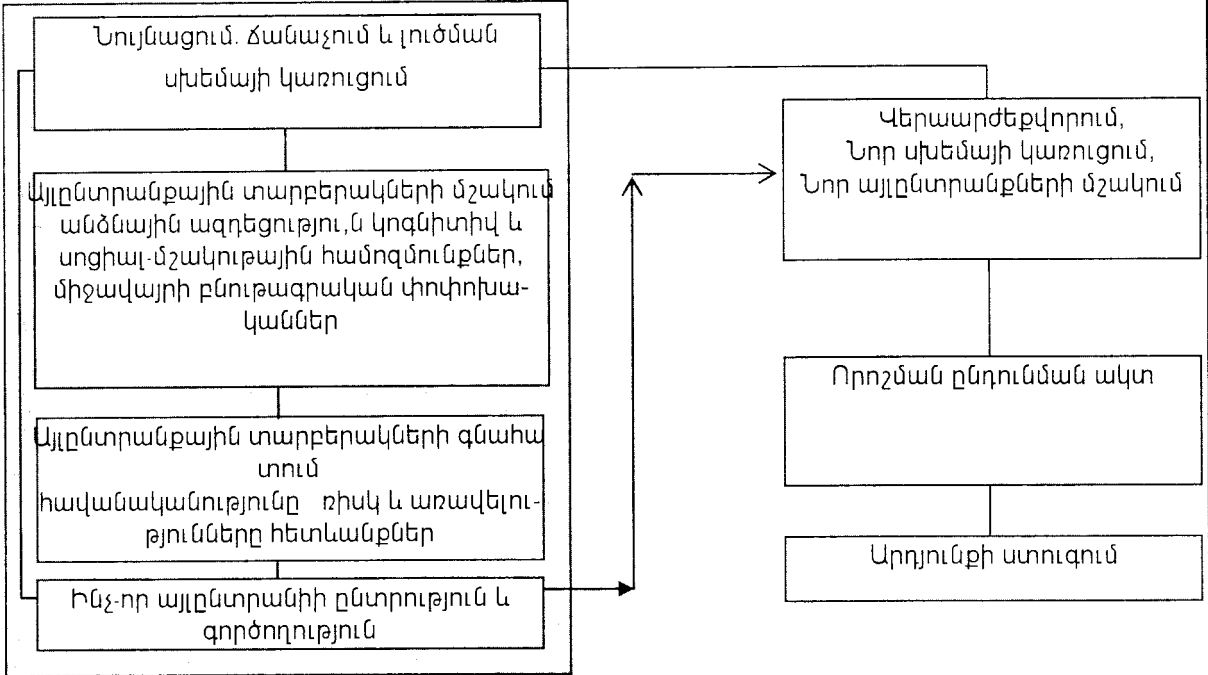 Նույնացում. Ճանաչում և լուծման
սխեմայի կառուցում
Այլընտրանքային տարբերակների մշակում
անձնային ազդեցությու,ն կոգնիտիվ և
սոցիալ-մշակութային համոզմունքներ,
միջավայրի բնութագրական փոփոխա-
կաններ
Այլընտրանքային տարբերակների գնահա
տում
հավանականությունը ռիսկ և առավելու-
թյունները հետևանքներ
Ինչ-որ այլընտրանիի ընտրություն և
գործողություն
Վերաարժեքվորում,
Նոր սխեմայի կառուցում,
Նոր այլընտրանքների մշակում
Որոշման ընդունման ակտ
Արդյունքի ստուգում